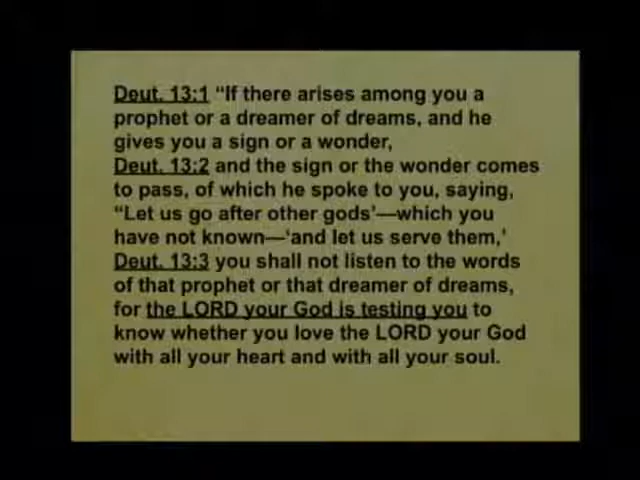 Deut. 13:1 “If there arises among you a
prophet or a dreamer of dreams, and he
gives you a sign or a wonder,
Deut. 13:2 and the sign or the wonder comes
to pass, of which he spoke to you, saying,
“Let us go after other gods’—which you
have not known—‘and let us serve them,’
Deut. 13:3 you shall not listen to the words
of that prophet or that dreamer of dreams,
for the LORD your God is testing you to
know whether you love the LORD your God
with all your heart and with all your soul.